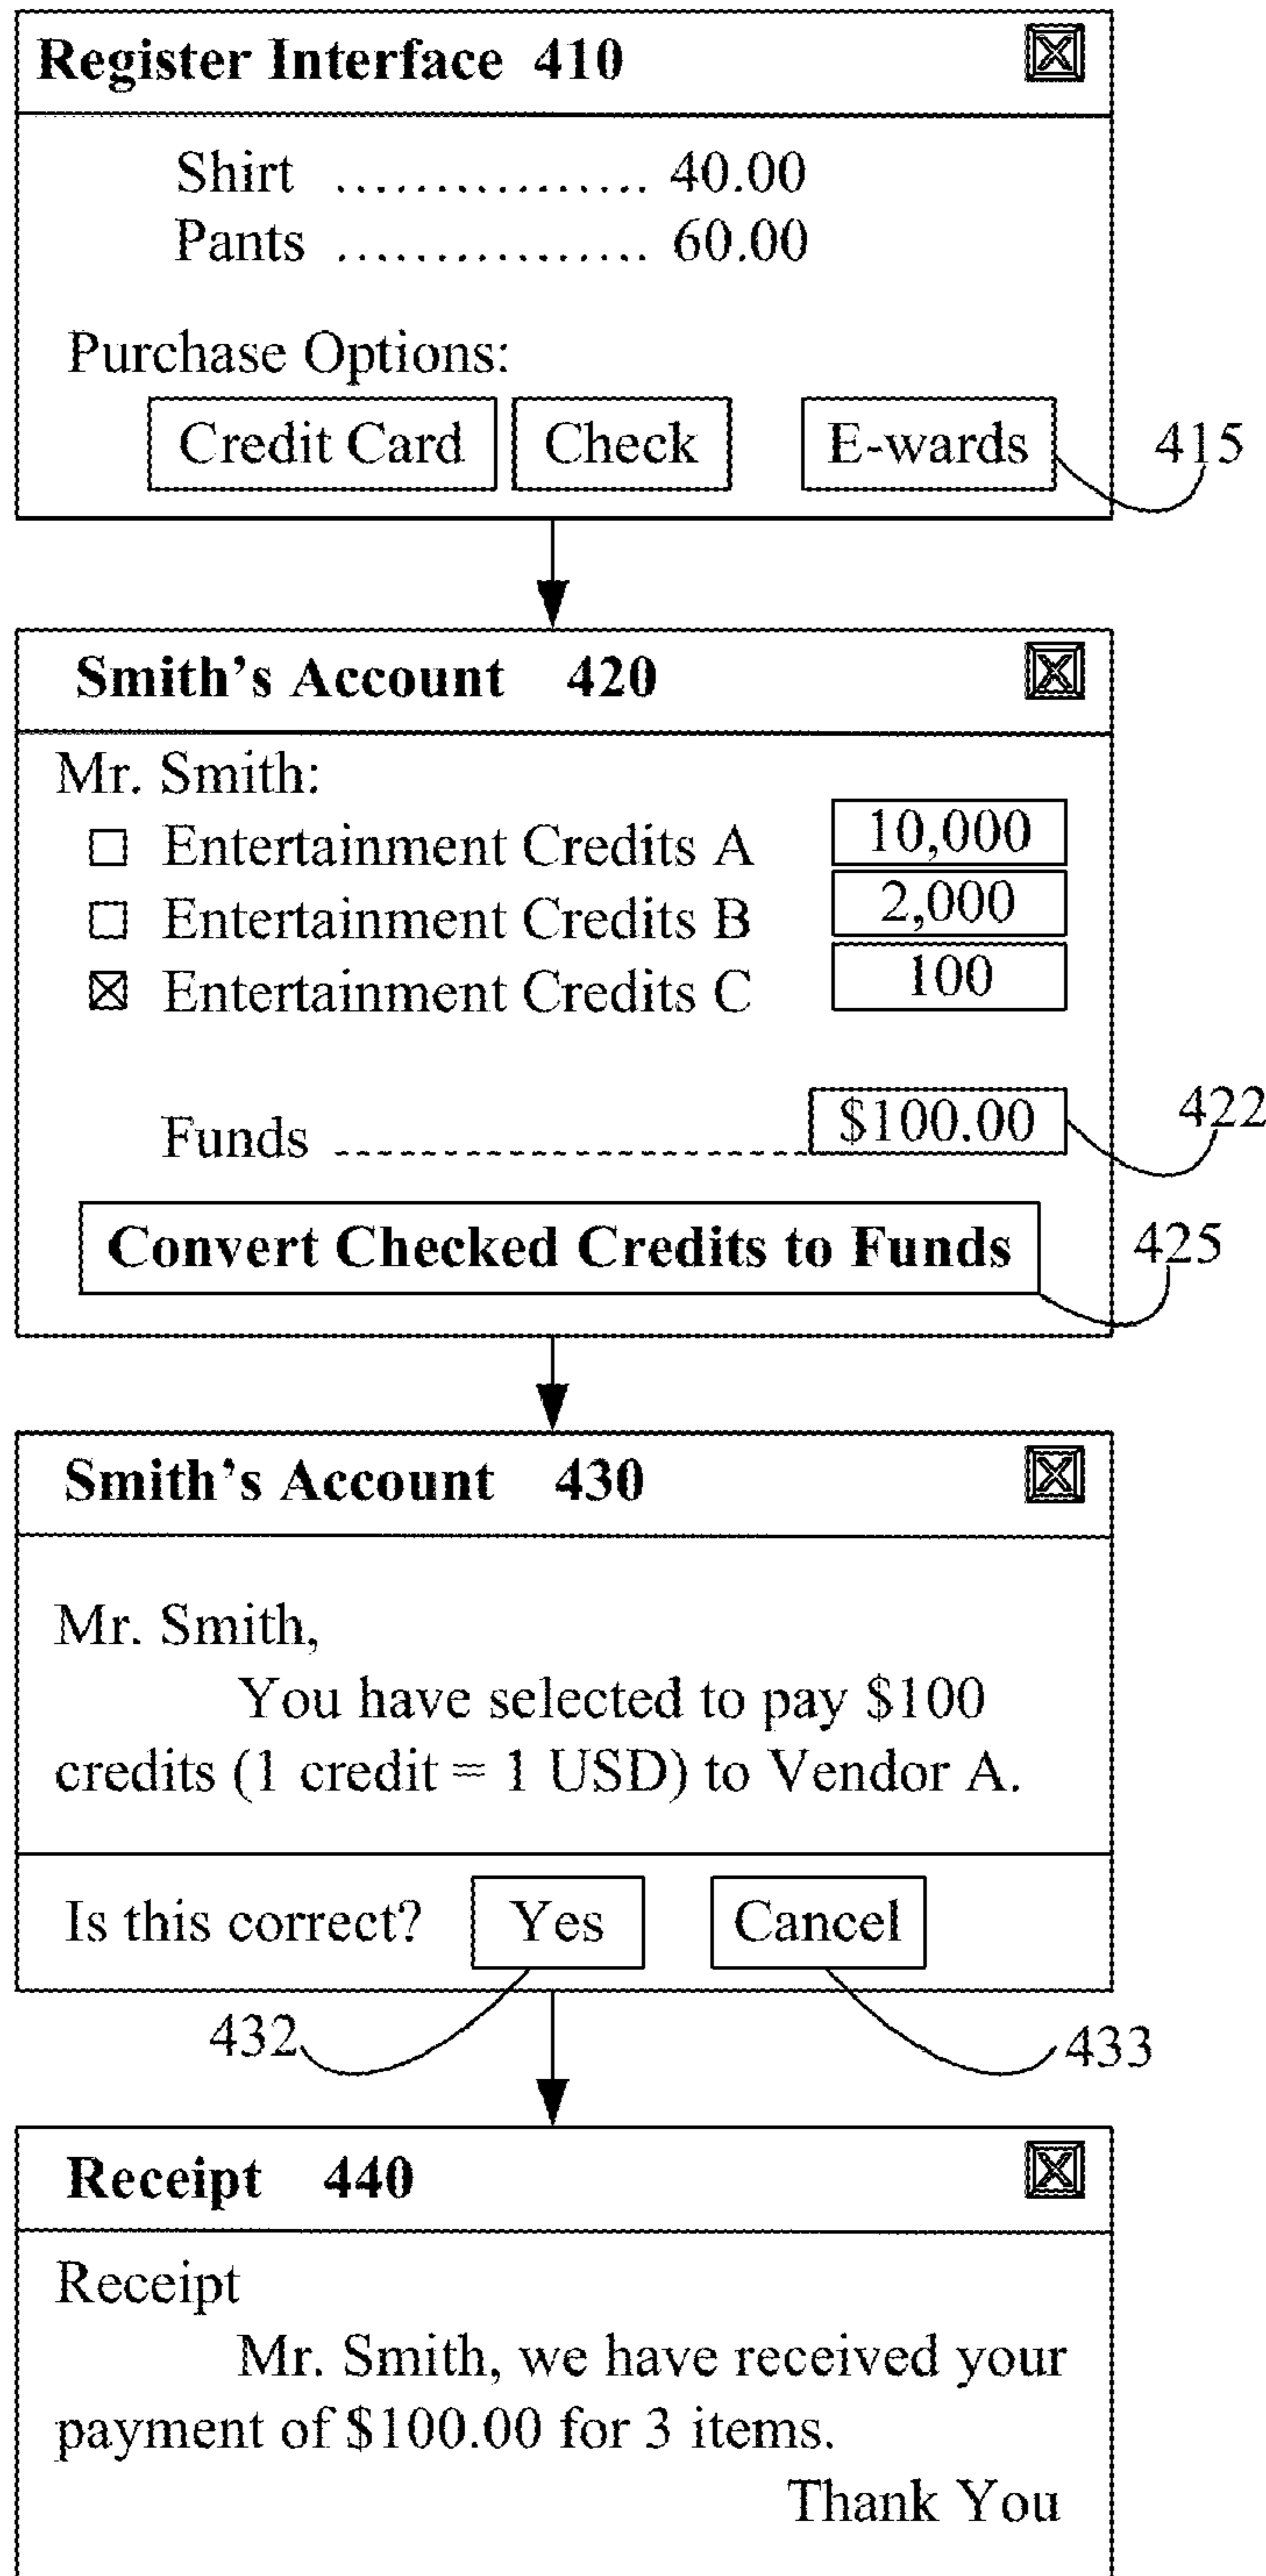 Register Interface 410
Shirt ................ 40.00
Pants ................ 60.00
Purchase Options:
Credit Card Check E-wards 415
Smith's Account 420
Mr. Smith:
Entertainment Credits A 10,000
Entertainment Credits B 2,000
Entertainment Credits C 100
Funds $100.00 422
Convert Checked Credits to Funds 425
Smith's Account 430
Mr. Smith,
You have selected to pay $100
credits (1 credit = 1 USD) to Vendor A.
Is this correct? Yes Cancel
432 433
Receipt 440
Receipt
Mr. Smith, we have received your
payment of $100.00 for 3 items.
Thank You